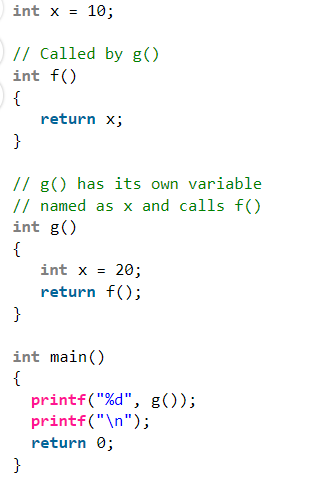 int x = 10;
// Called by g()
int f()
{
   return x;
}
// g() has its own variable
// named as x and calls f()
int g()
{
   int x = 20;
   return f();
}
int main()
{
  printf("%d", g());
  printf("\n");
  return 0;
}